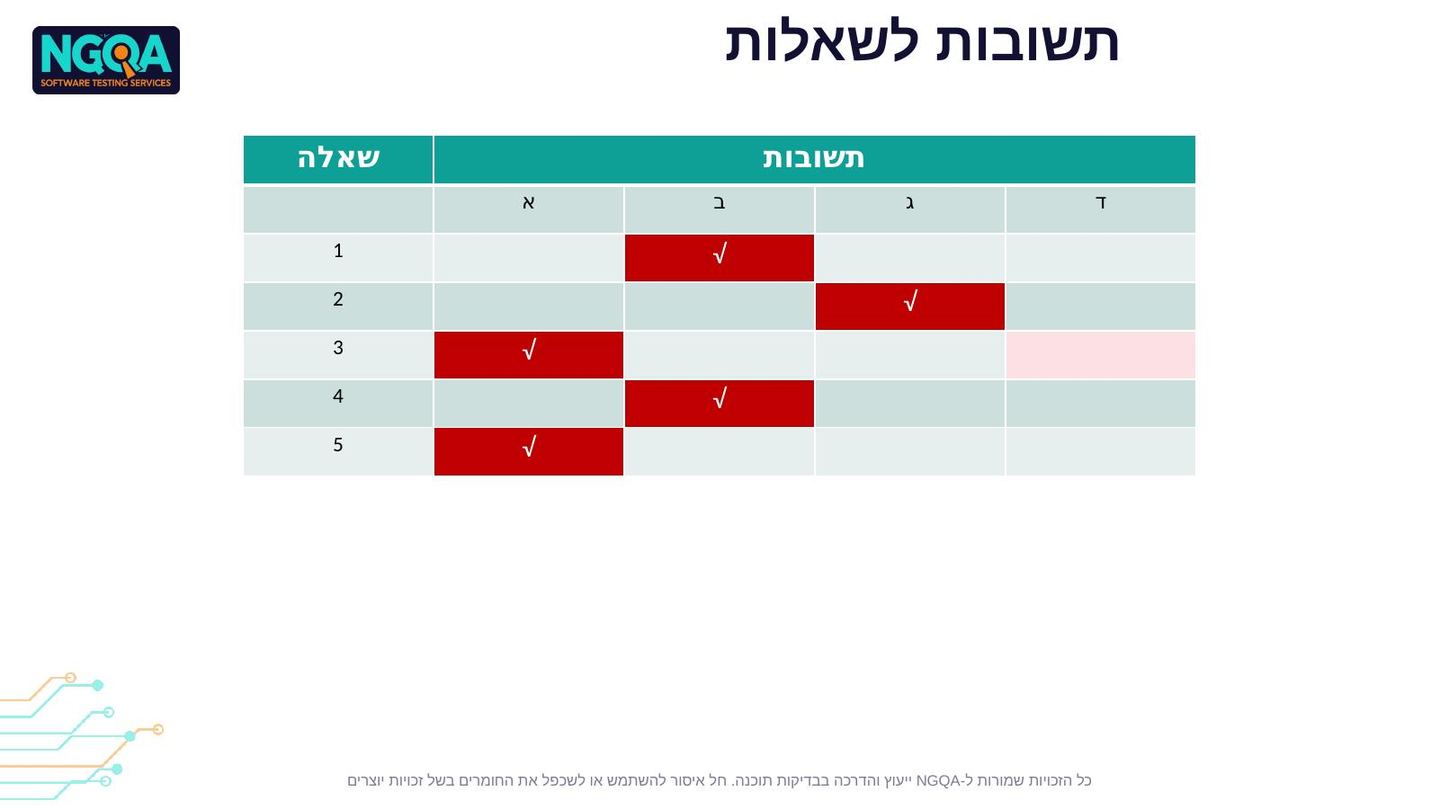 NGQA
SOFTWARE TESTING SERVICES
תשובות לשאלות
שאלה תשובות
א ב ג ד
1 √
2 √
3 √
4 √
5 √
כל הזכויות שמורות ל-NGQA ייעוץ והדרכה בבדיקות תוכנה. חל איסור להשתמש או לשכפל את החומרים בשל זכויות יוצרים